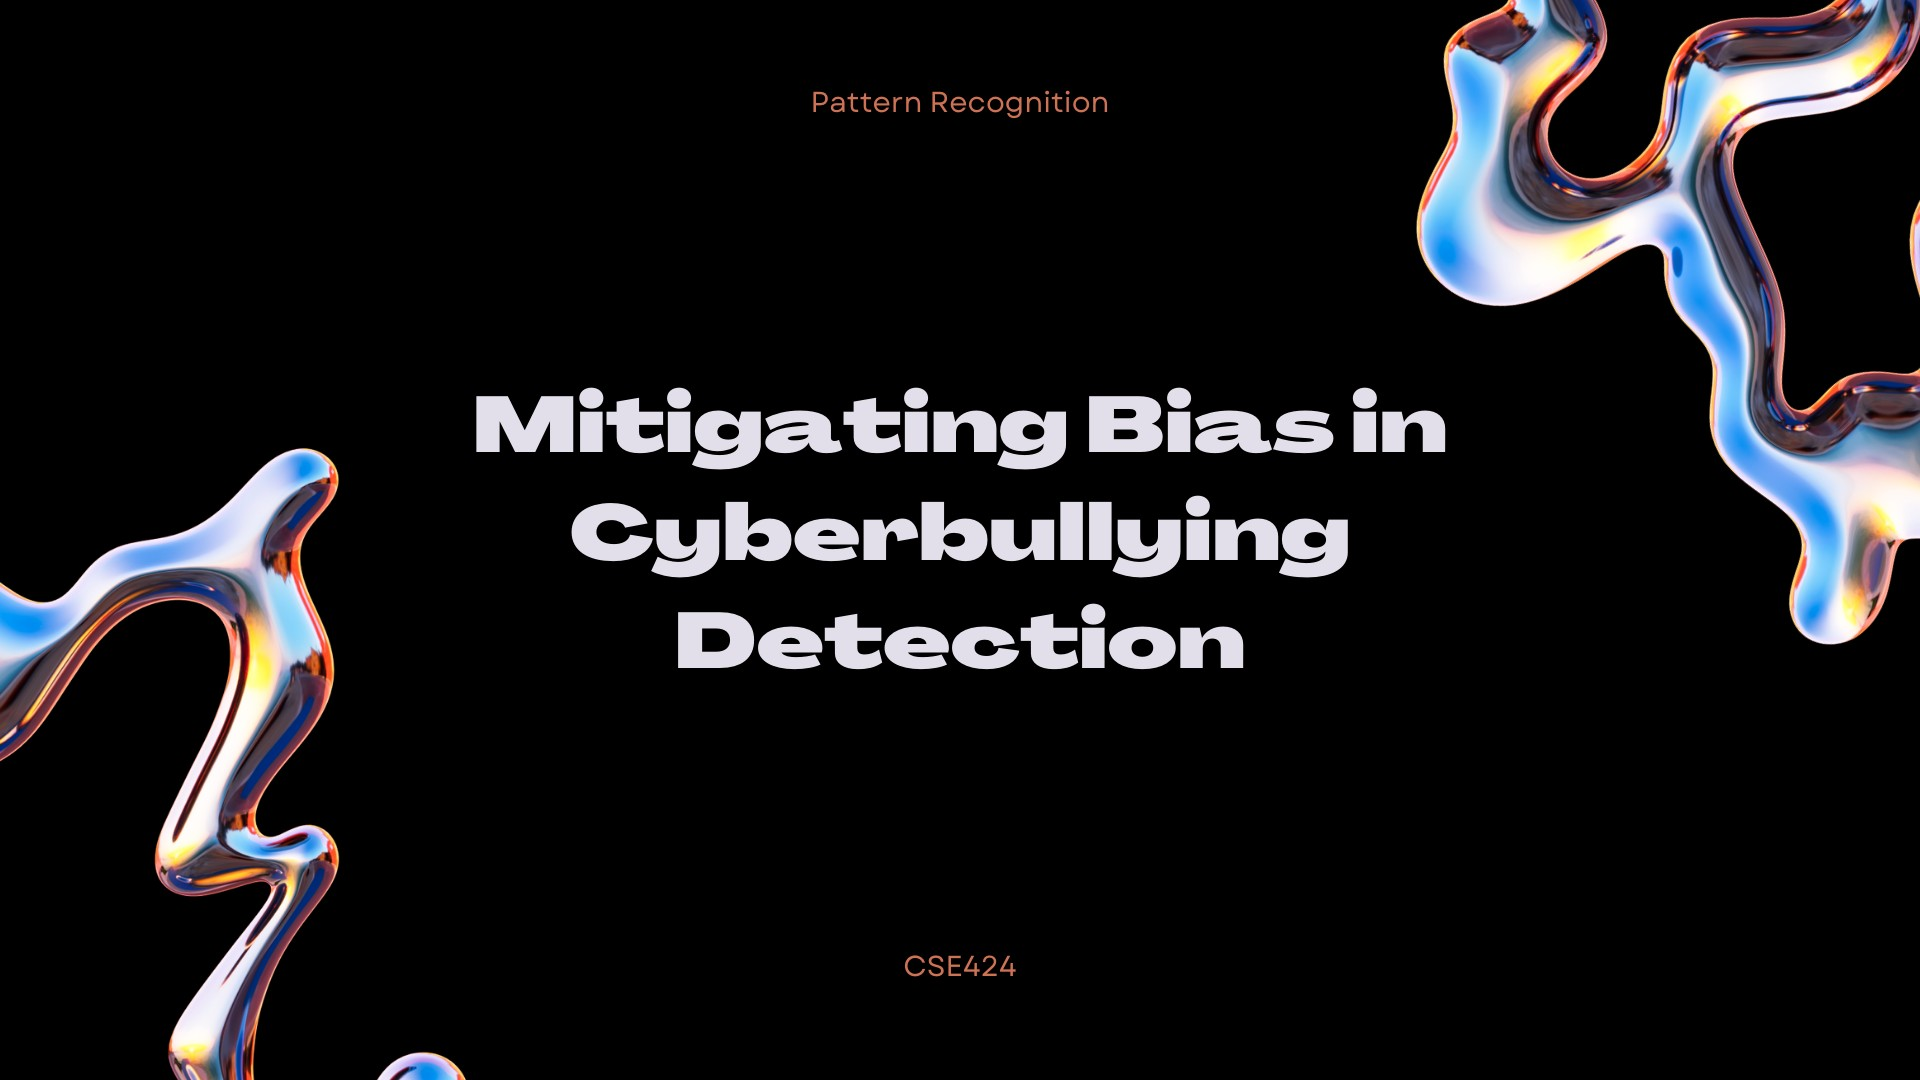 Pattern Recognition
Mitigating Bias in
Cyberbullying
Detection
CSE424